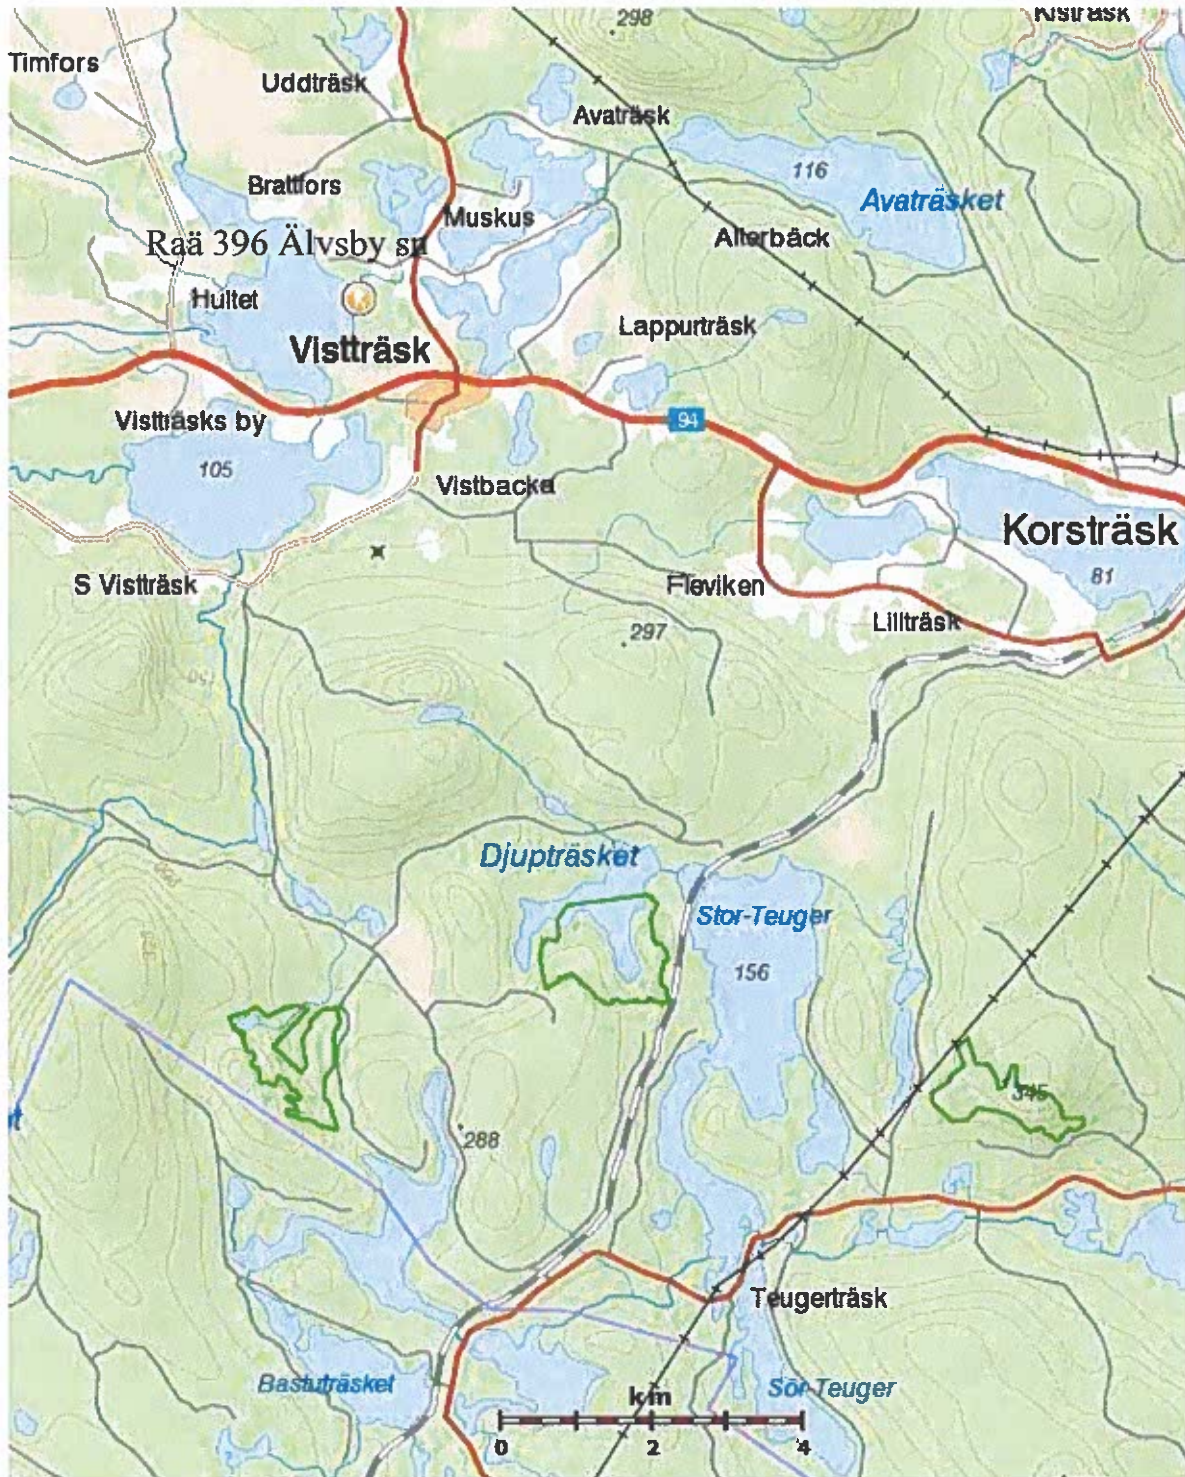 298
Kisträsk
Timfors
Uddträsk
Avaträsk
116
Brattfors
Avaträsket
Muskus
Raä 396 Älvsby sn
Alterbäck
Hultet
Lappurträsk
Vistträsk
Vistträsks by
94
105
Vistbacka
Korsträsk
81
S Vistträsk
Fleviken
Lillträsk
297
Djupträsket
Stor-Teuger
156
345
288
Teugerträsk
Bastuträsket
Sör-Teuger
km
0 2 4